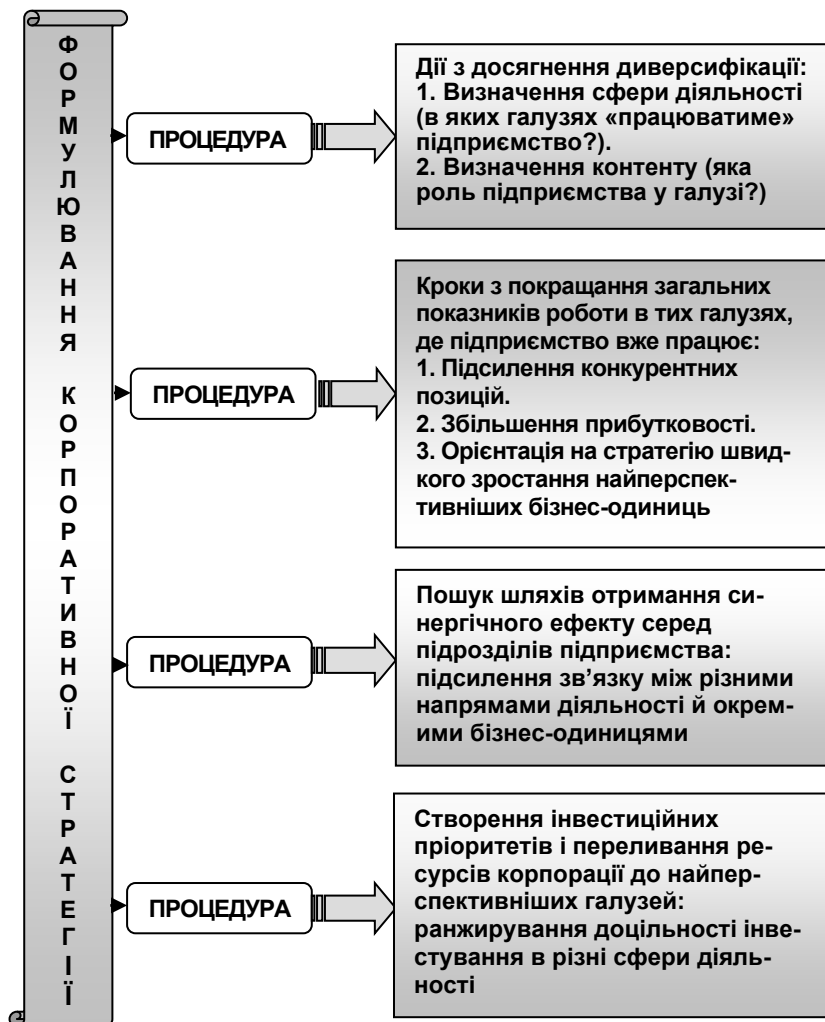 ФОРМУЛЮВАННЯ КОРПОРАТИВНОЇ СТРАТЕГІЇ
ПРОЦЕДУРА
Дії з досягнення диверсифікації:
1. Визначення сфери діяльності
(в яких галузях «працюватиме»
підприємство?).
2. Визначення контенту (яка
роль підприємства у галузі?)
ПРОЦЕДУРА
Кроки з покращання загальних
показників роботи в тих галузях,
де підприємство вже працює:
1. Підсилення конкурентних
позицій.
2. Збільшення прибутковості.
3. Орієнтація на стратегію швид-
кого зростання найперспек-
тивніших бізнес-одиниць
ПРОЦЕДУРА
Пошук шляхів отримання си-
нергічного ефекту серед
підрозділів підприємства:
підсилення зв’язку між різними
напрямами діяльності й окрем-
ими бізнес-одиницями
ПРОЦЕДУРА
Створення інвестиційних
пріоритетів і переливання ре-
сурсів корпорації до найпер-
спективніших галузей:
ранжирування доцільності інве-
стування в різні сфери діяль-
ності